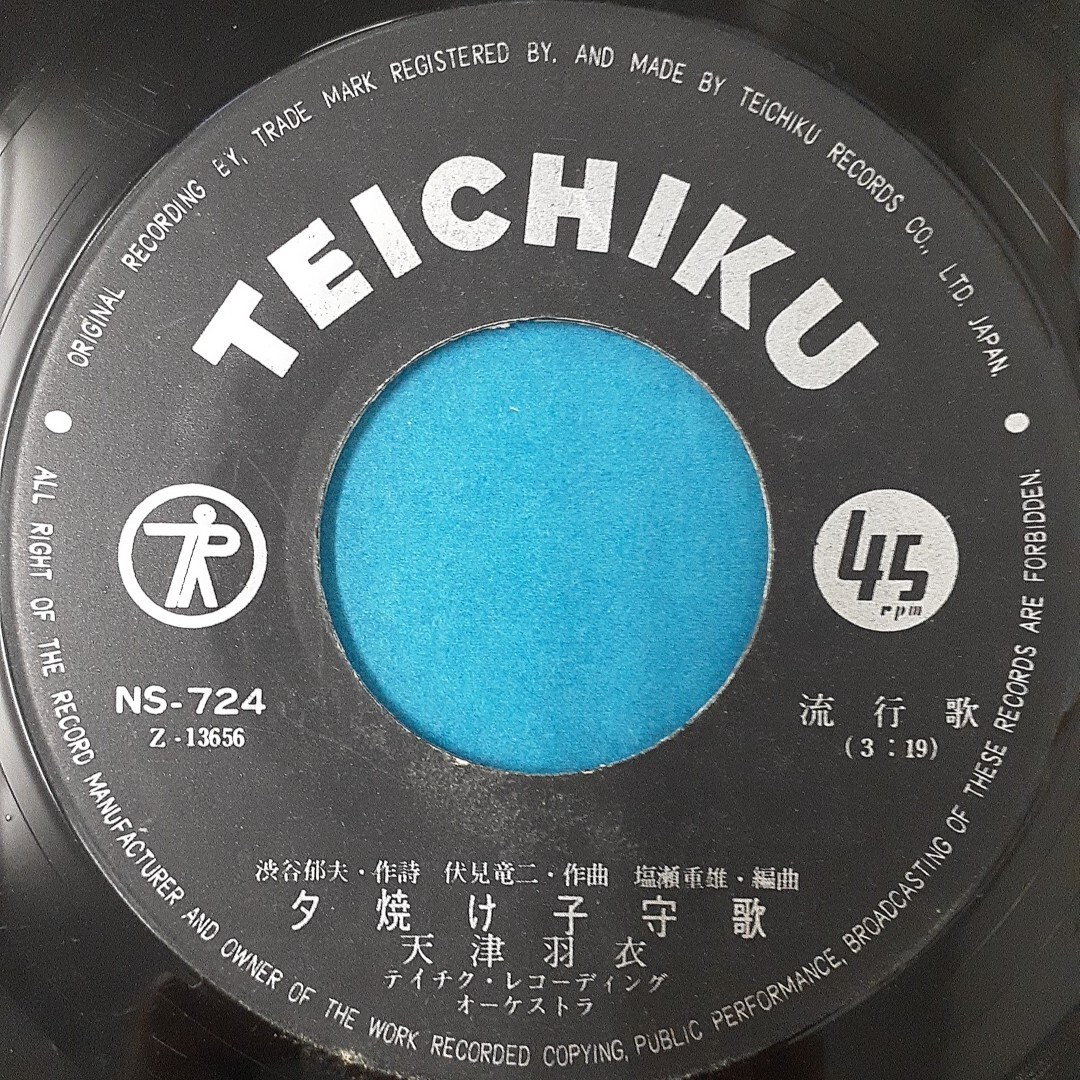 ORIGINAL RECORDING BY, TRADE MARK REGISTERED BY, AND MADE BY TEICHIKU RECORDS CO., LTD. JAPAN.
TEICHIKU
45
rpm
NS-724
Z-13656
流行歌
(3:19)
渋谷郁夫・作詩 伏見竜二・作曲 塩瀬重雄・編曲
夕焼け子守歌
天津羽衣
テイチク・レコーディング
オーケストラ
ALL RIGHT OF THE RECORD MANUFACTURER AND OWNER OF THE WORK RECORDED COPYING, PUBLIC PERFORMANCE, BROADCASTING OF THESE RECORDS ARE FORBIDDEN.